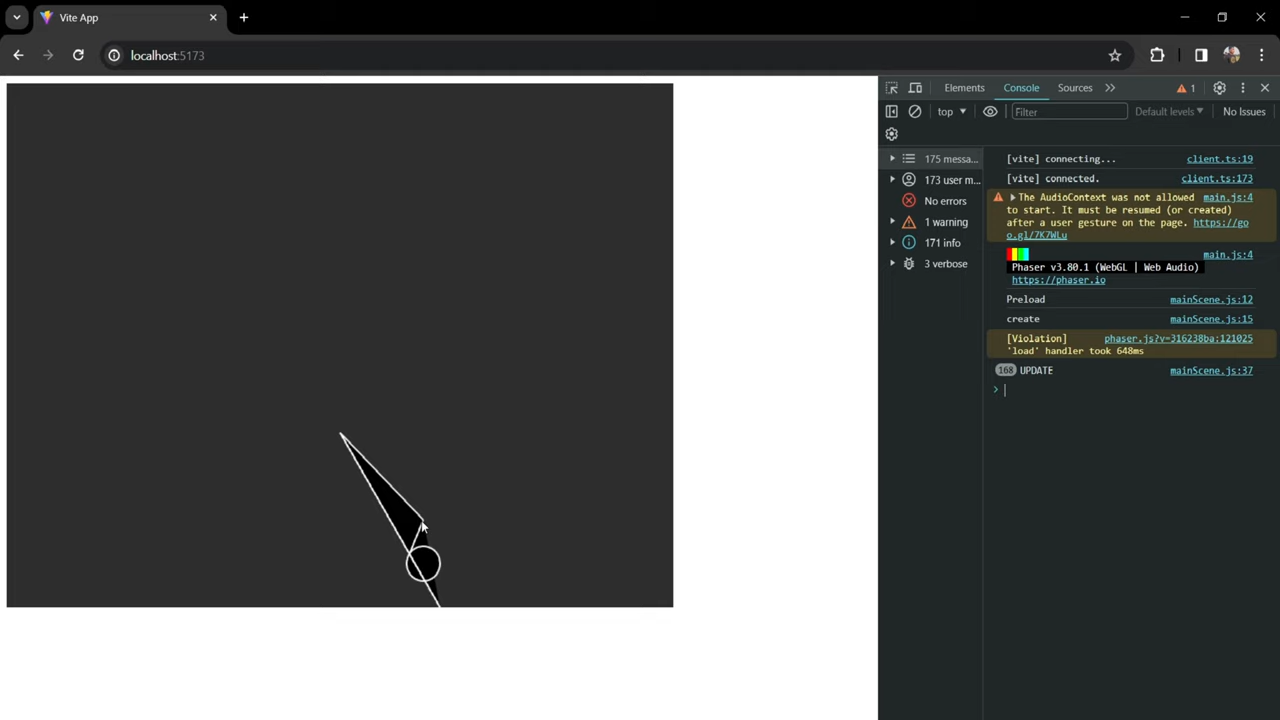 Vite App
localhost:5173
Elements
Console
Sources
1
top
Filter
Default levels
No Issues
175 messa...
173 user m...
No errors
1 warning
171 info
3 verbose
[vite] connecting... client.ts:19
[vite] connected. client.ts:173
The AudioContext was not allowed main.js:4
to start. It must be resumed (or created)
after a user gesture on the page. https://go
o.gl/7K7WLu
main.js:4
Phaser v3.80.1 (WebGL | Web Audio)
https://phaser.io
Preload mainScene.js:12
create mainScene.js:15
[Violation] phaser.js?v=316238ba:121025
'load' handler took 648ms
168 UPDATE mainScene.js:37